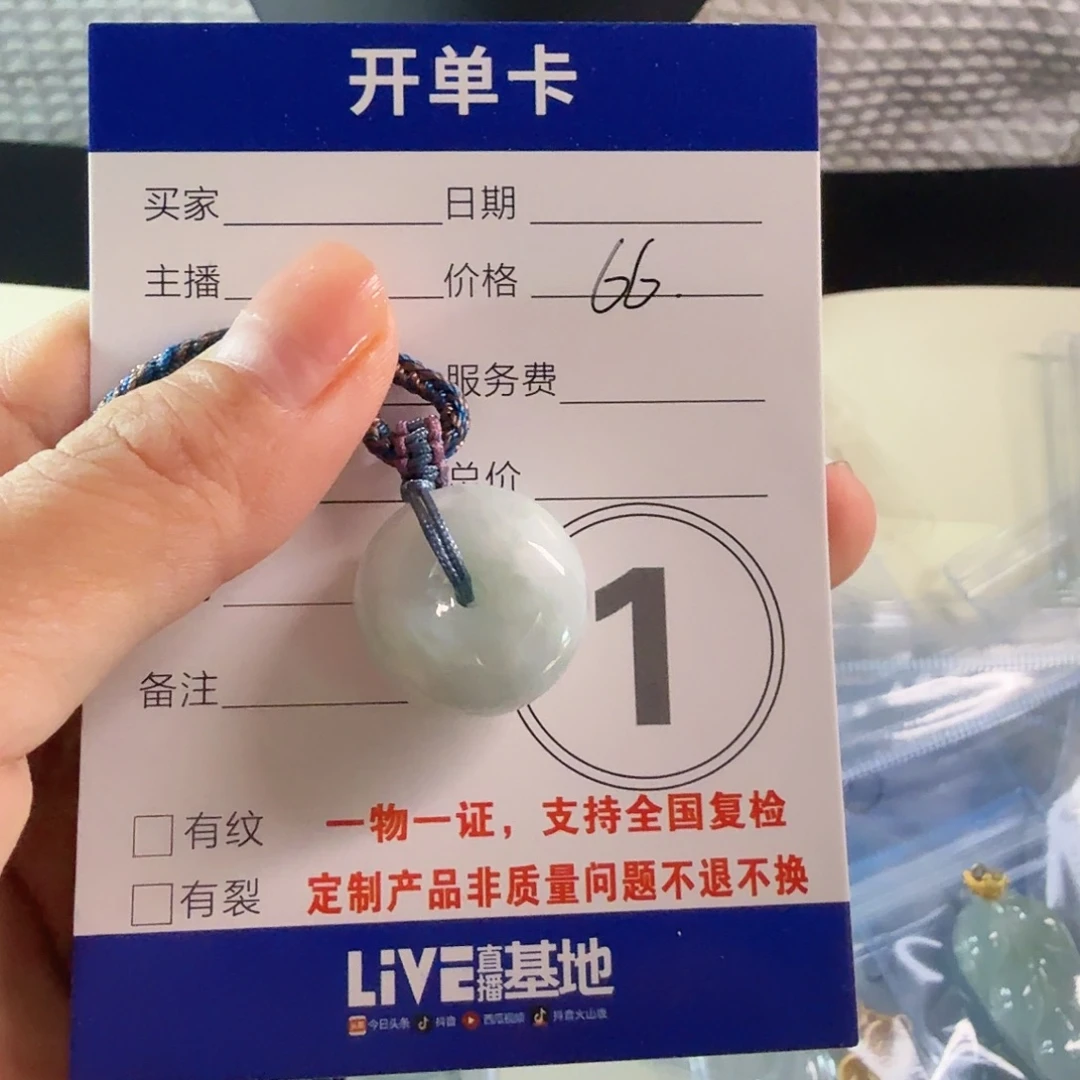 开单卡
买家 日期
主播 价格 66.
服务费
总价
1
备注
有纹 一物一证，支持全国复检
有裂 定制产品非质量问题不退不换
LiVE直播基地
头条 今日头条 抖音 西瓜视频 抖音火山版